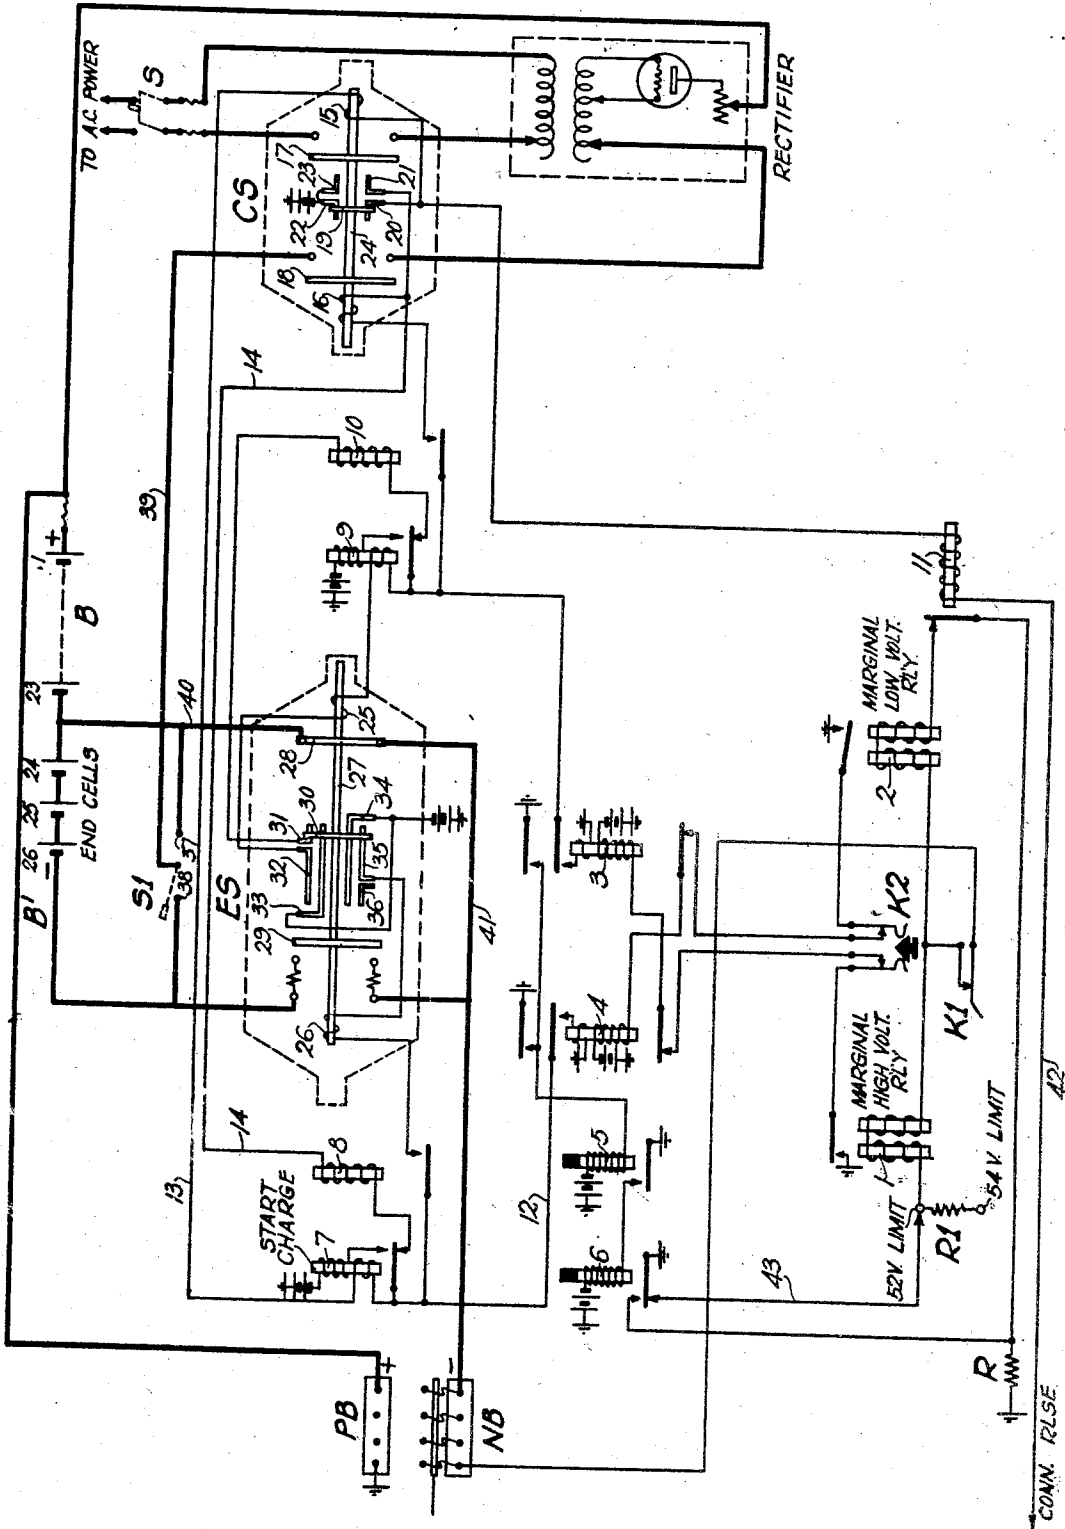 TO A.C. POWER
S
RECTIFIER
CS
15
17
23
21
22
19
20
24
18
16
14
10
39
1
+
B
9
11
23
40
24
25
26
END CELLS
−
B'
37
38
S1
ES
25
28
27
30
31
34
32
35
33
36
29
26
41
MARGINAL
LOW VOLT.
RLY.
2
3
4
K2
K1
MARGINAL
HIGH VOLT.
RLY
1
42
14
13
8
START
CHARGE
7
12
5
6
43
52V. LIMIT
54V. LIMIT
R1
R
PB
+
NB
−
CONN. RLSE